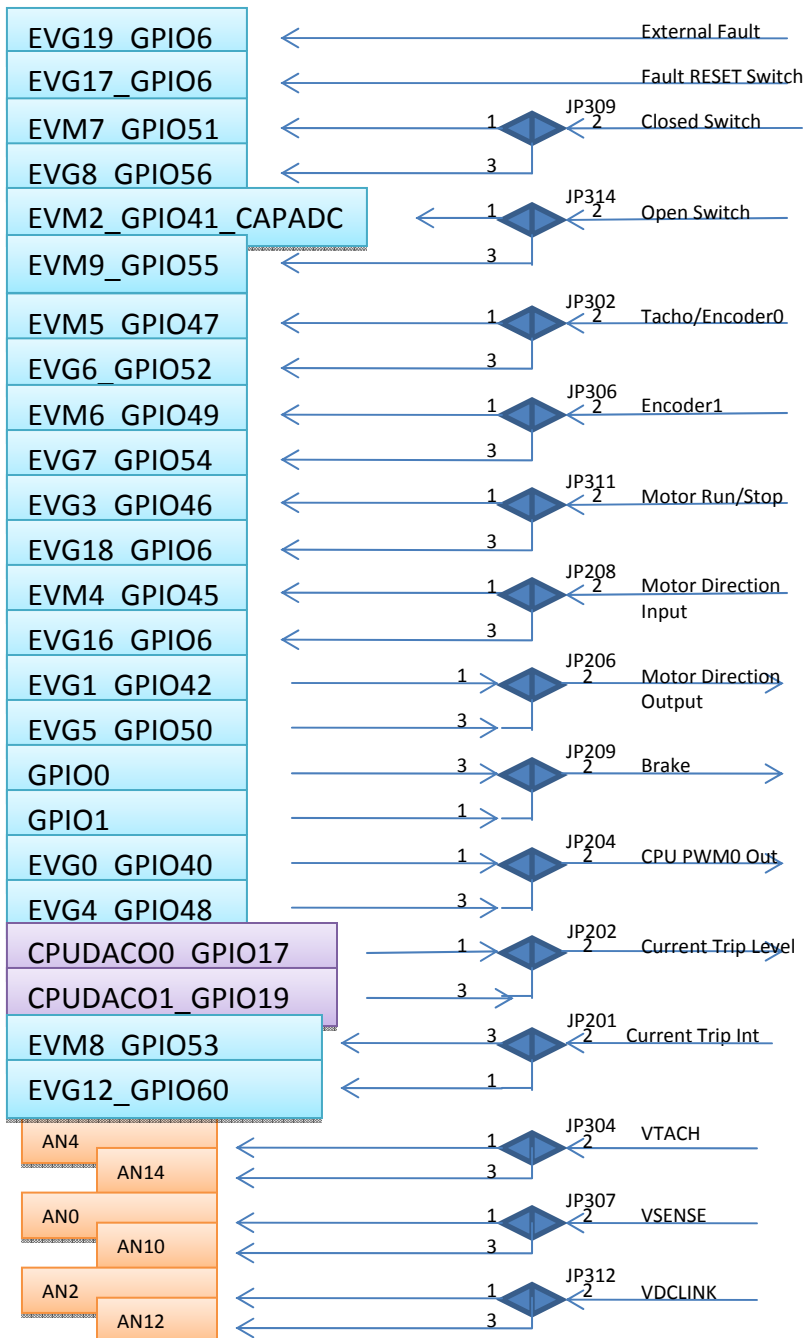 EVG19_GPIO6 External Fault
EVG17_GPIO6 Fault RESET Switch
JP309
EVM7_GPIO51 1 2 Closed Switch
EVG8_GPIO56 3
JP314
EVM2_GPIO41_CAPADC 1 2 Open Switch
EVM9_GPIO55 3
JP302
EVM5_GPIO47 1 2 Tacho/Encoder0
EVG6_GPIO52 3
JP306
EVM6_GPIO49 1 2 Encoder1
EVG7_GPIO54 3
JP311
EVG3_GPIO46 1 2 Motor Run/Stop
EVG18_GPIO6 3
JP208
EVM4_GPIO45 1 2 Motor Direction
Input
EVG16_GPIO6 3
JP206
EVG1_GPIO42 1 2 Motor Direction
Output
EVG5_GPIO50 3
JP209
GPIO0 3 2 Brake
GPIO1 1
JP204
EVG0_GPIO40 1 2 CPU PWM0 Out
EVG4_GPIO48 3
JP202
CPUDACO0_GPIO17 1 2 Current Trip Level
CPUDACO1_GPIO19 3
JP201
EVM8_GPIO53 3 2 Current Trip Int
EVG12_GPIO60 1
JP304
AN4 1 2 VTACH
AN14 3
JP307
AN0 1 2 VSENSE
AN10 3
JP312
AN2 1 2 VDCLINK
AN12 3